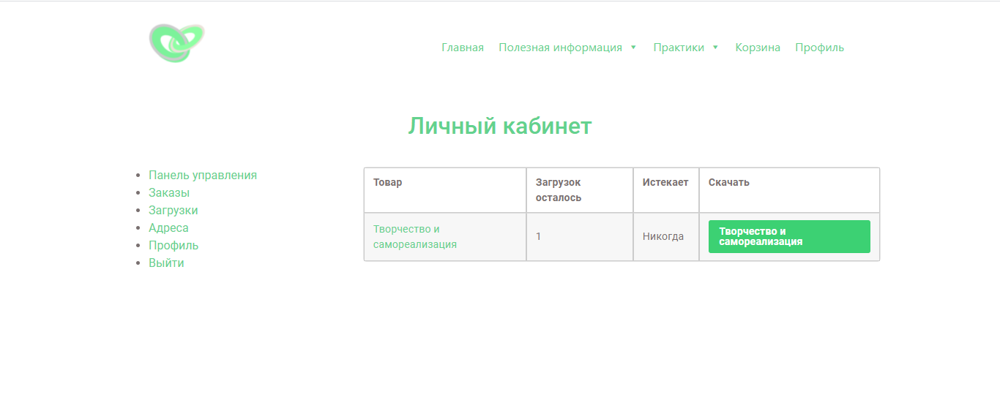 Главная Полезная информация Практики Корзина Профиль
Личный кабинет
Панель управления
Заказы
Загрузки
Адреса
Профиль
Выйти
Товар
Загрузок
осталось
Истекает
Скачать
Творчество и
самореализация
1
Никогда
Творчество и
самореализация